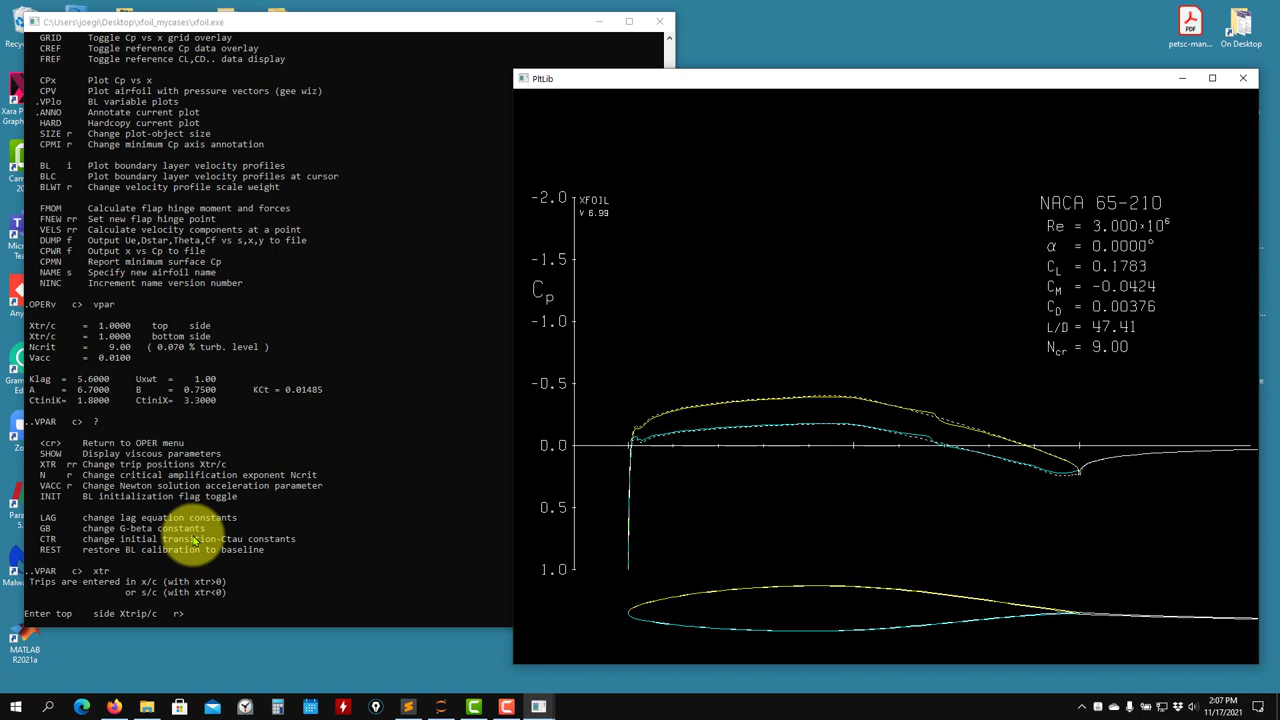 C:\Users\joegi\Desktop\xfoil_mycases\xfoil.exe
GRID Toggle Cp vs x grid overlay
CREF Toggle reference Cp data overlay
FREF Toggle reference CL,CD.. data display
CPx Plot Cp vs x
CPV Plot airfoil with pressure vectors (gee wiz)
.VPlo BL variable plots
.ANNO Annotate current plot
HARD Hardcopy current plot
SIZE r Change plot-object size
CPMI r Change minimum Cp axis annotation
BL i Plot boundary layer velocity profiles
BLC Plot boundary layer velocity profiles at cursor
BLWT r Change velocity profile scale weight
FMOM Calculate flap hinge moment and forces
FNEW rr Set new flap hinge point
VELS rr Calculate velocity components at a point
DUMP f Output Ue,Dstar,Theta,Cf vs s,x,y to file
CPWR f Output x vs Cp to file
CPMN Report minimum surface Cp
NAME s Specify new airfoil name
NINC Increment name version number
.OPERv c> vpar
Xtr/c = 1.0000 top side
Xtr/c = 1.0000 bottom side
Ncrit = 9.00 ( 0.070 % turb. level )
Vacc = 0.0100
Klag = 5.6000 Uxwt = 1.00
A = 6.7000 B = 0.7500 KCt = 0.01485
CtiniK= 1.8000 CtiniX= 3.3000
..VPAR c> ?
<cr> Return to OPER menu
SHOW Display viscous parameters
XTR rr Change trip positions Xtr/c
N r Change critical amplification exponent Ncrit
VACC r Change Newton solution acceleration parameter
INIT BL initialization flag toggle
LAG change lag equation constants
GB change G-beta constants
CTR change initial transition-Ctau constants
REST restore BL calibration to baseline
..VPAR c> xtr
Trips are entered in x/c (with xtr>0)
or s/c (with xtr<0)
Enter top side Xtrip/c r>
PltLib
XFOIL
V 6.99
-2.0
-1.5
Cp
-1.0
-0.5
0.0
0.5
1.0
NACA 65-210
Re = 3.000×10⁶
α = 0.0000°
CL = 0.1783
CM = -0.0424
CD = 0.00376
L/D = 47.41
Ncr = 9.00
petsc-man...
On Desktop
MATLAB
R2021a
2:07 PM
11/17/2021